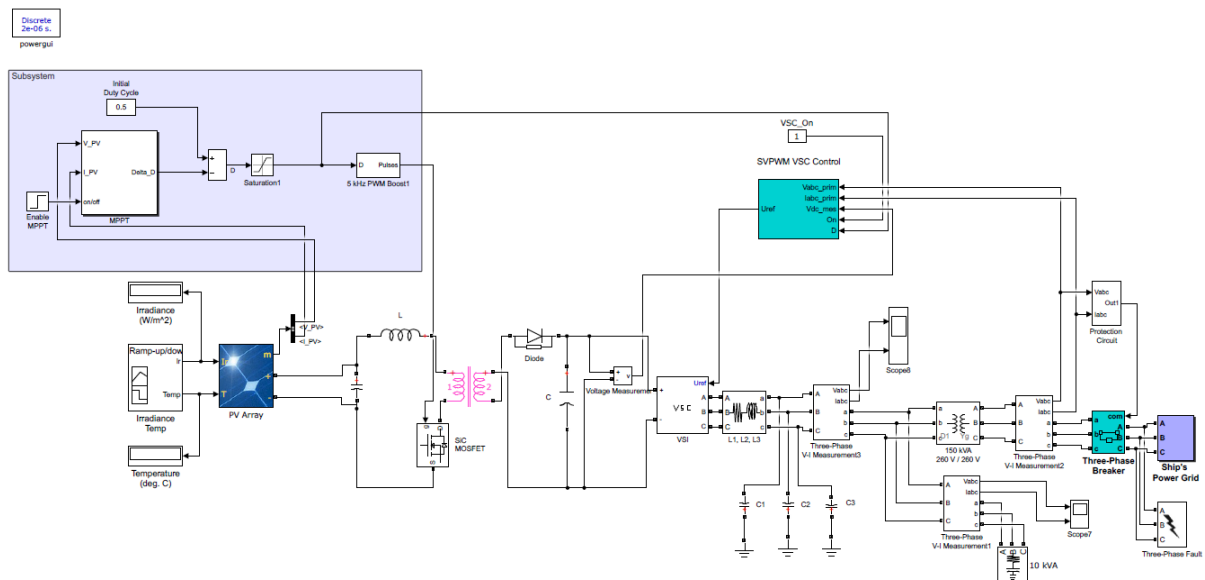 Discrete
2e-06 s.
powergui
Subsystem
Initial
Duty Cycle
0.5
V_PV
I_PV
on/off
Delta_D
MPPT
Enable
MPPT
+
−
D
Saturation1
D
Pulses
5 kHz PWM Boost1
VSC_On
1
SVPWM VSC Control
Uref
Vabc_prim
Iabc_prim
Vdc_mes
On
D
Irradiance
(W/m^2)
Ramp-up/dow
Ir
Temp
Irradiance
Temp
Temperature
(deg. C)
T
m
+
-
PV Array
<V_PV>
<I_PV>
L
+
1
+
2
+
SiC
MOSFET
Diode
C
+
-
v
Voltage Measureme
Uref
+
-
VSC
A
B
C
VSI
A
B
C
a
b
c
L1, L2, L3
C1
C2
C3
A
B
C
Vabc
Iabc
a
b
c
Three-Phase
V-I Measurement3
Scope8
a
b
c
D1
Yg
A
B
C
150 kVA
260 V / 260 V
A
B
C
Vabc
Iabc
a
b
c
Three-Phase
V-I Measurement2
Vabc
Iabc
Out1
Protection
Circuit
com
a
b
c
A
B
C
Three-Phase
Breaker
A
B
C
Ship's
Power Grid
A
B
C
Three-Phase Fault
A
B
C
Vabc
Iabc
a
b
c
Three-Phase
V-I Measurement1
Scope7
A
B
C
10 kVA